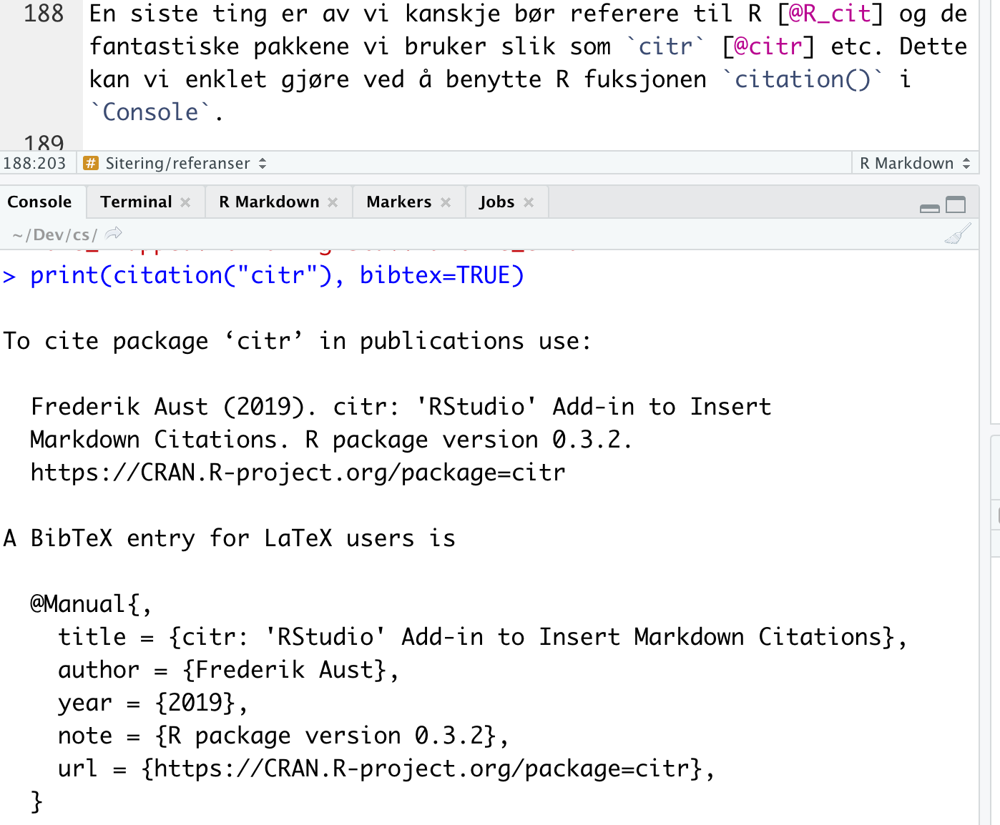 188 En siste ting er av vi kanskje bør referere til R [@R_cit] og de
fantastiske pakkene vi bruker slik som `citr` [@citr] etc. Dette
kan vi enklet gjøre ved å benytte R fuksjonen `citation()` i
`Console`.
189
188:203 # Sitering/referanser R Markdown
Console Terminal R Markdown Markers Jobs
~/Dev/cs/
> print(citation("citr"), bibtex=TRUE)
To cite package ‘citr’ in publications use:
Frederik Aust (2019). citr: 'RStudio' Add-in to Insert
Markdown Citations. R package version 0.3.2.
https://CRAN.R-project.org/package=citr
A BibTeX entry for LaTeX users is
@Manual{,
title = {citr: 'RStudio' Add-in to Insert Markdown Citations},
author = {Frederik Aust},
year = {2019},
note = {R package version 0.3.2},
url = {https://CRAN.R-project.org/package=citr},
}